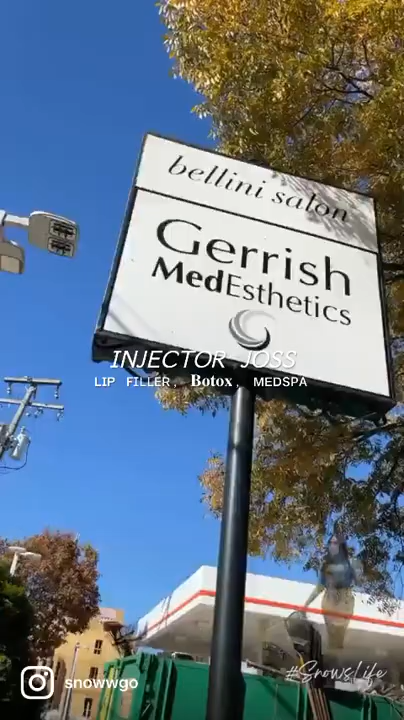 bellini salon
Gerrish
MedEsthetics
INJECTOR JOSS
LIP FILLER, Botox, MEDSPA
#SnowsLife
snowwgo